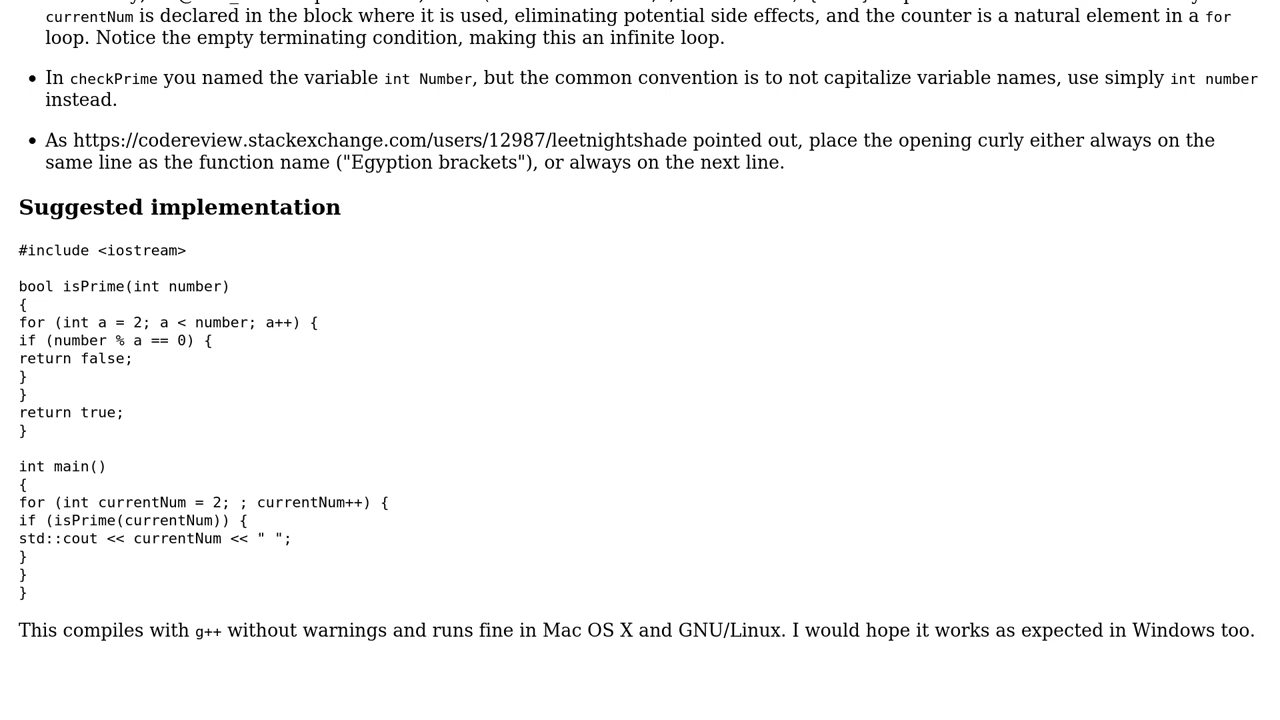 currentNum is declared in the block where it is used, eliminating potential side effects, and the counter is a natural element in a for
loop. Notice the empty terminating condition, making this an infinite loop.
• In checkPrime you named the variable int Number, but the common convention is to not capitalize variable names, use simply int number
instead.
• As https://codereview.stackexchange.com/users/12987/leetnightshade pointed out, place the opening curly either always on the
same line as the function name ("Egyption brackets"), or always on the next line.
Suggested implementation
#include <iostream>
bool isPrime(int number)
{
for (int a = 2; a < number; a++) {
if (number % a == 0) {
return false;
}
}
return true;
}
int main()
{
for (int currentNum = 2; ; currentNum++) {
if (isPrime(currentNum)) {
std::cout << currentNum << " ";
}
}
}
This compiles with g++ without warnings and runs fine in Mac OS X and GNU/Linux. I would hope it works as expected in Windows too.